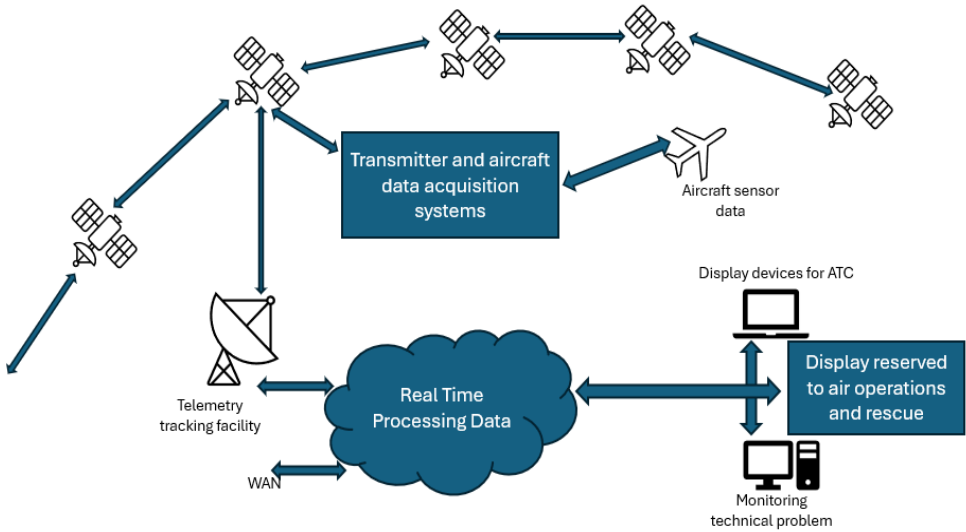 Transmitter and aircraft
data acquisition
systems
Aircraft sensor
data
Display devices for ATC
Real Time
Processing Data
Display reserved
to air operations
and rescue
Telemetry
tracking facility
WAN
Monitoring
technical problem